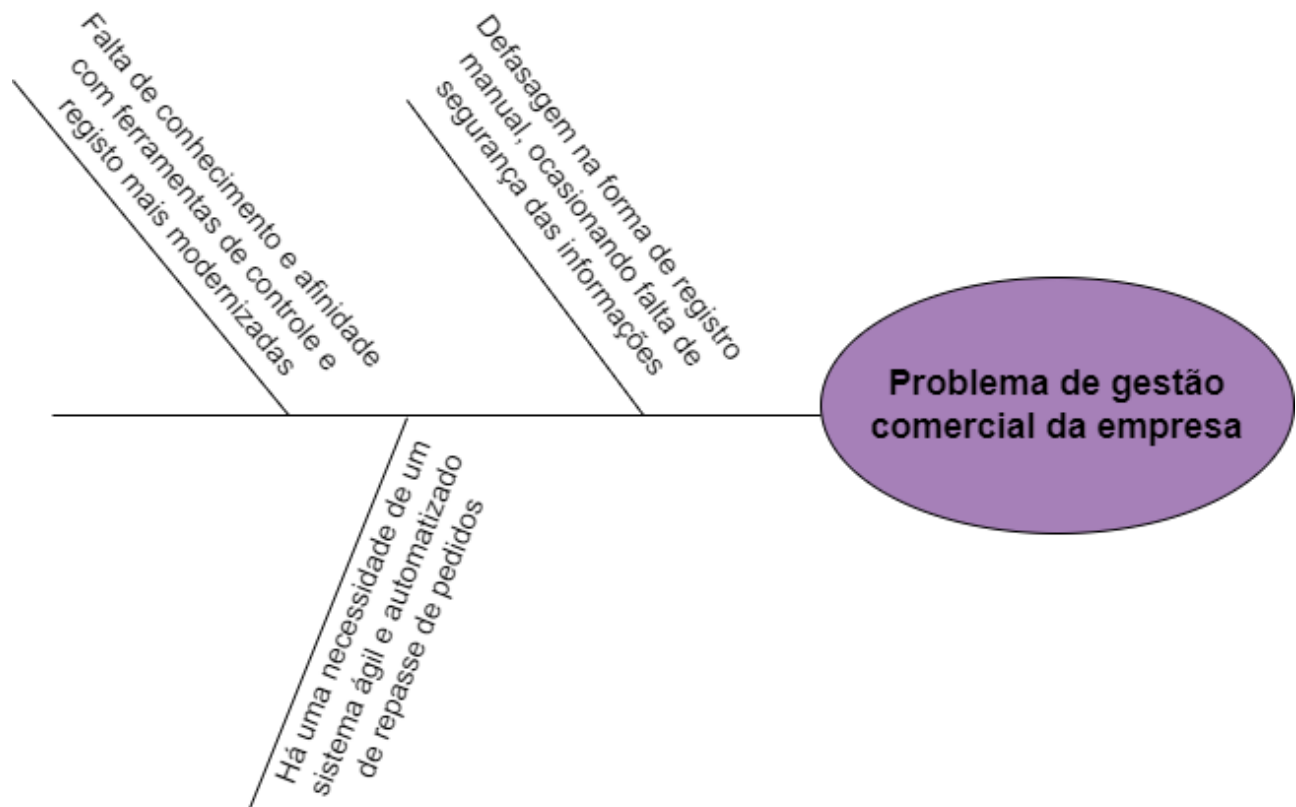 Falta de conhecimento e afinidade
com ferramentas de controle e
registo mais modernizadas
Defasagem na forma de registro
manual, ocasionando falta de
segurança das informações
Problema de gestão
comercial da empresa
Há uma necessidade de um
sistema ágil e automatizado
de repasse de pedidos